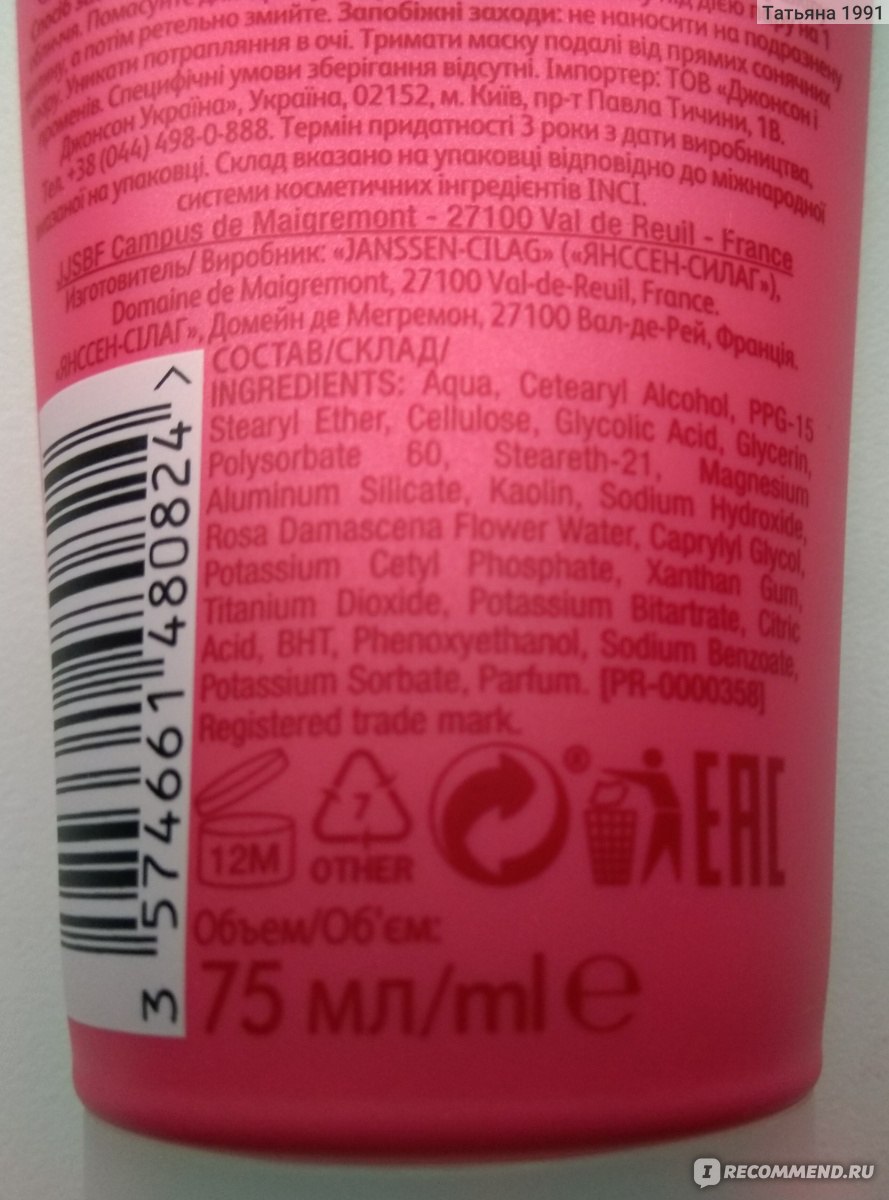 Татьяна 1991
Помасуйте
а потім ретельно змийте. Запобіжні заходи: не наносити на подразнену
Уникати потрапляння в очі. Тримати маску подалі від прямих сонячних
променів. Специфічні умови зберігання відсутні. Імпортер: ТОВ «Джонсон і
Джонсон Україна», Україна, 02152, м. Київ, пр-т Павла Тичини, 1В.
Тел. +38 (044) 498-0-888. Термін придатності 3 роки з дати виробництва,
вказаної на упаковці. Склад вказано на упаковці відповідно до міжнародної
системи косметичних інгредієнтів INCI.
JJSBF Campus de Maigremont - 27100 Val de Reuil - France
Изготовитель/ Виробник: «JANSSEN-CILAG» («ЯНССЕН-СИЛАГ»),
Domaine de Maigremont, 27100 Val-de-Reuil, France.
«ЯНССЕН-СІЛАГ», Домейн де Мегремон, 27100 Вал-де-Рей, Франція.
СОСТАВ/СКЛАД/
INGREDIENTS: Aqua, Cetearyl Alcohol, PPG-15
Stearyl Ether, Cellulose, Glycolic Acid, Glycerin,
Polysorbate 60, Steareth-21, Magnesium
Aluminum Silicate, Kaolin, Sodium Hydroxide,
Rosa Damascena Flower Water, Caprylyl Glycol,
Potassium Cetyl Phosphate, Xanthan Gum,
Titanium Dioxide, Potassium Bitartrate, Citric
Acid, BHT, Phenoxyethanol, Sodium Benzoate,
Potassium Sorbate, Parfum. [PR-0000358]
Registered trade mark.
3 574661 480824 >
12M
7
OTHER
®
EAC
Объем/Об'єм:
75 мл/ml e
I RECOMMEND.RU